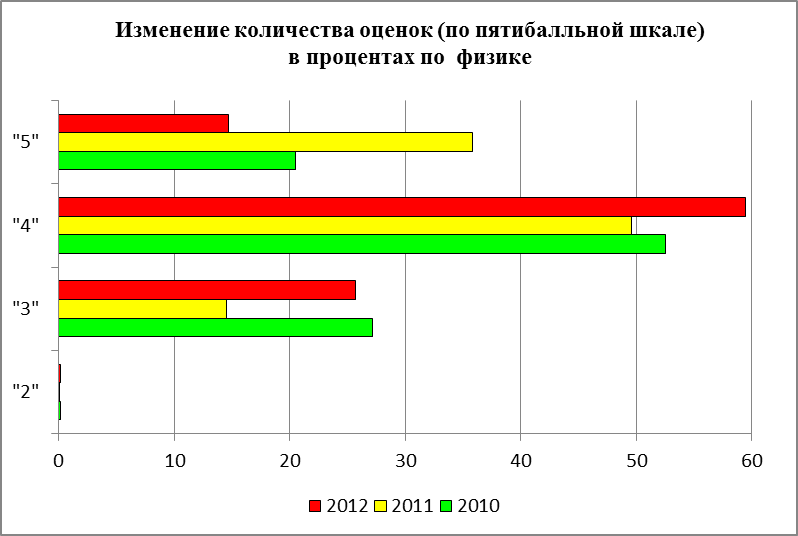 Изменение количества оценок (по пятибалльной шкале)
в процентах по физике
"5"
"4"
"3"
"2"
0 10 20 30 40 50 60
2012 2011 2010